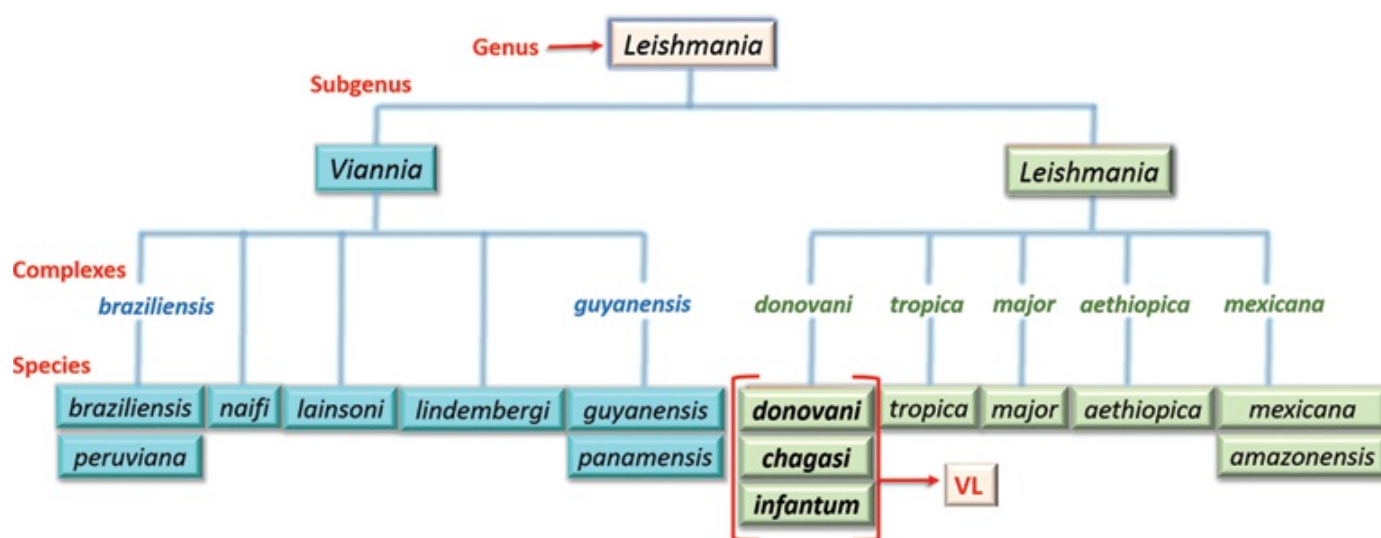 Genus Leishmania
Subgenus
Viannia Leishmania
Complexes
braziliensis guyanensis donovani tropica major aethiopica mexicana
Species
braziliensis naifi lainsoni lindembergi guyanensis donovani tropica major aethiopica mexicana
peruviana panamensis chagasi amazonensis
VL
infantum